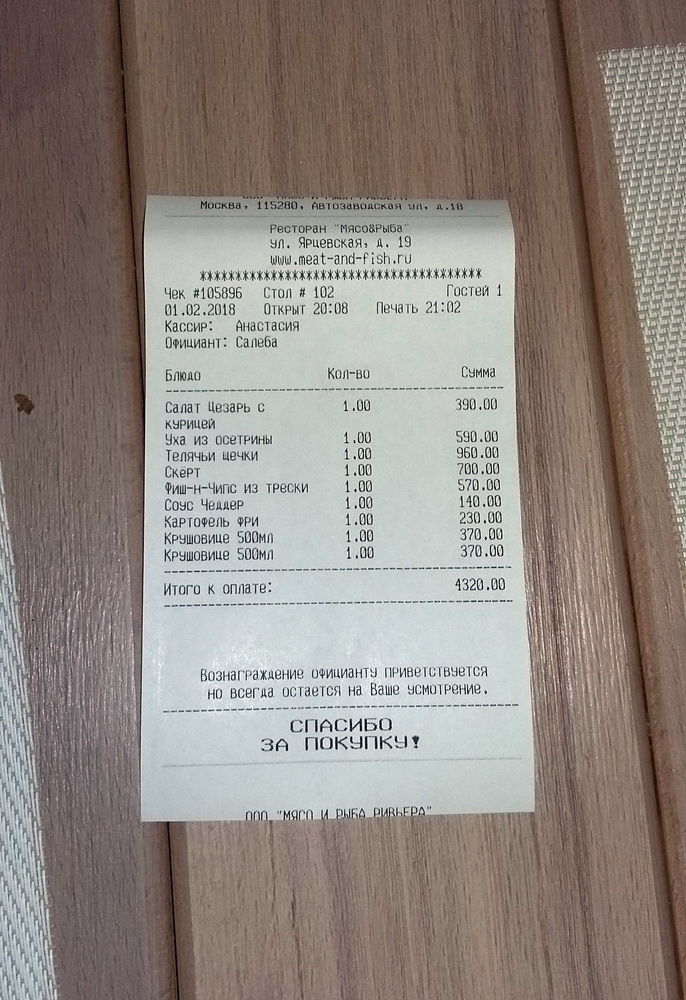 Москва, 115280, Автозаводская ул, д.18
Ресторан "Мясо&Рыба"
ул. Ярцевская, д. 19
www.meat-and-fish.ru
****************************************
Чек #105896 Стол # 102 Гостей 1
01.02.2018 Открыт 20:08 Печать 21:02
Кассир: Анастасия
Официант: Салеба
Блюдо Кол-во Сумма
Салат Цезарь с 1.00 390.00
курицей
Уха из осетрины 1.00 590.00
Телячьи щечки 1.00 960.00
Скерт 1.00 700.00
Фиш-н-Чипс из трески 1.00 570.00
Соус Чеддер 1.00 140.00
Картофель фри 1.00 230.00
Крушовице 500мл 1.00 370.00
Крушовице 500мл 1.00 370.00
Итого к оплате: 4320.00
Вознаграждение официанту приветствуется
но всегда остается на Ваше усмотрение.
СПАСИБО
ЗА ПОКУПКУ!
ООО "МЯСО И РЫБА РИВЬЕРА"